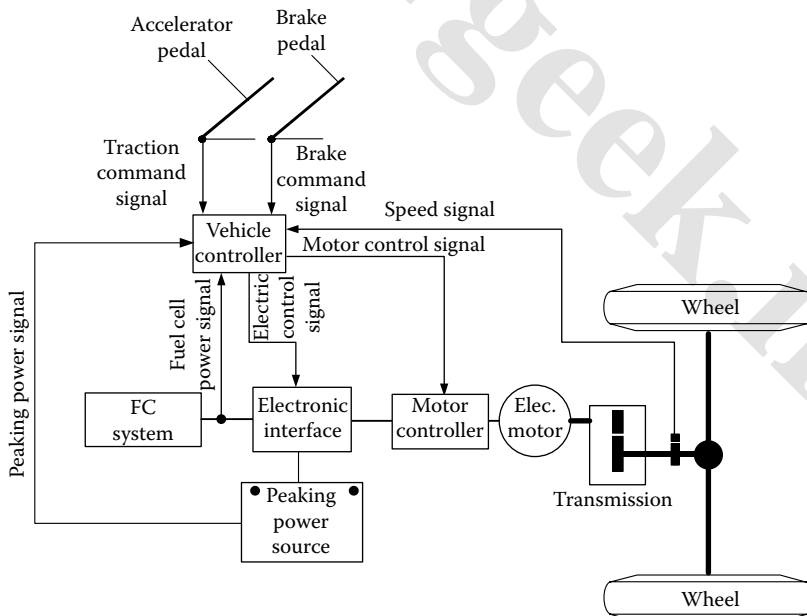 Accelerator
pedal
Brake
pedal
Traction
command
signal
Brake
command
signal
Speed signal
Vehicle
controller
Motor control signal
Peaking power signal
Fuel cell
power signal
Electric
control
signal
Wheel
FC
system
Electronic
interface
Motor
controller
Elec.
motor
Transmission
Peaking
power
source
Wheel